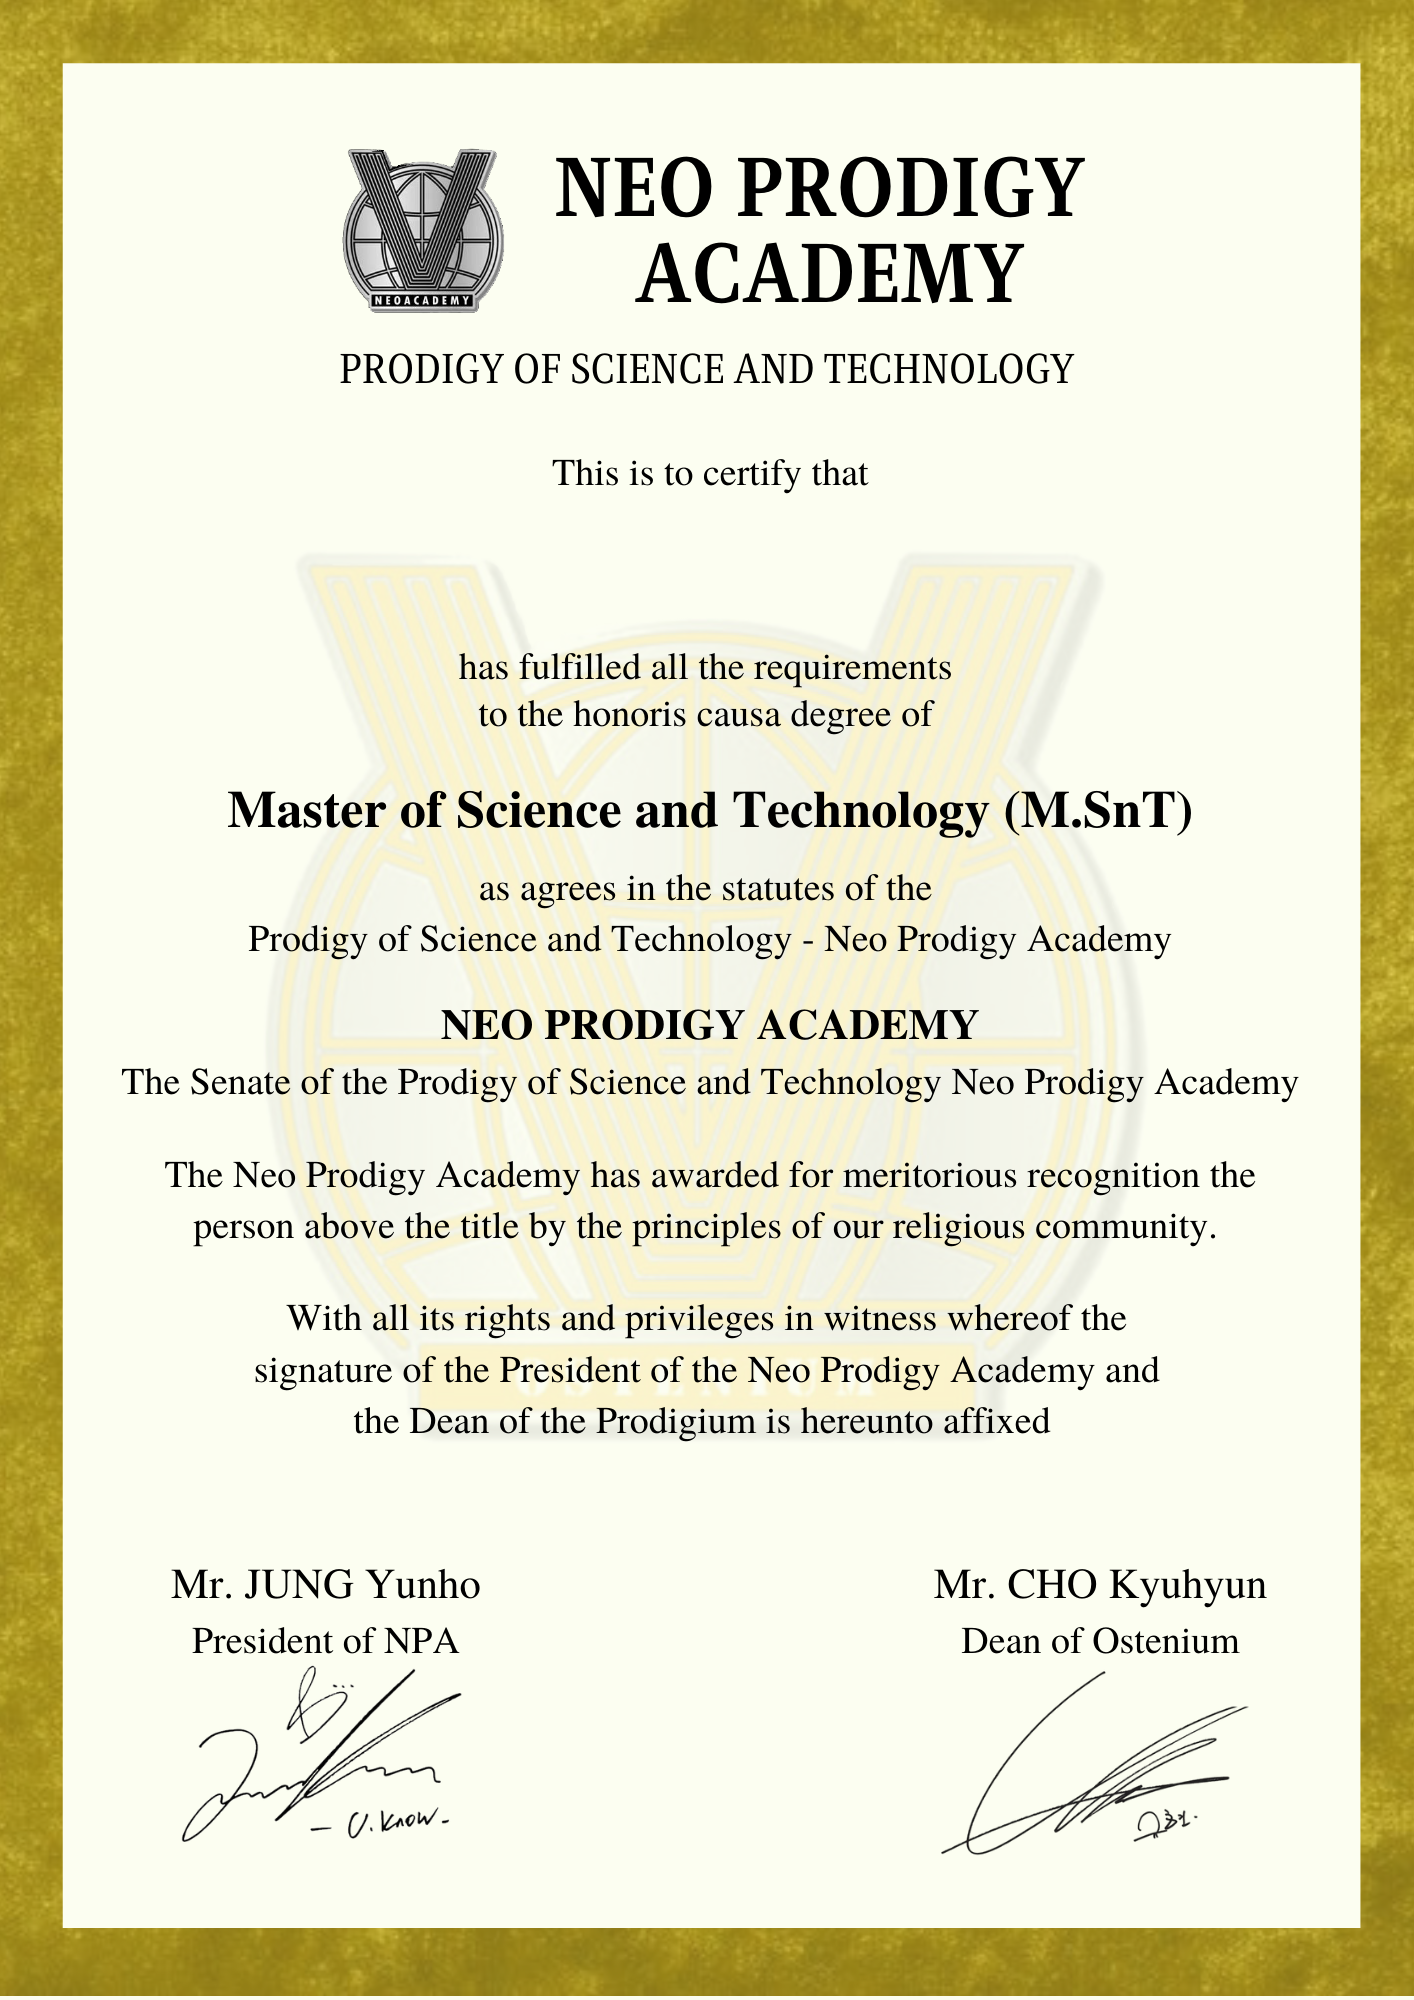 NEO PRODIGY
ACADEMY
NEOACADEMY
PRODIGY OF SCIENCE AND TECHNOLOGY
This is to certify that
has fulfilled all the requirements
to the honoris causa degree of
Master of Science and Technology (M.SnT)
as agrees in the statutes of the
Prodigy of Science and Technology - Neo Prodigy Academy
NEO PRODIGY ACADEMY
The Senate of the Prodigy of Science and Technology Neo Prodigy Academy
The Neo Prodigy Academy has awarded for meritorious recognition the
person above the title by the principles of our religious community.
With all its rights and privileges in witness whereof the
signature of the President of the Neo Prodigy Academy and
OSTENIUM
the Dean of the Prodigium is hereunto affixed
Mr. JUNG Yunho
President of NPA
- U.Know-
Mr. CHO Kyuhyun
Dean of Ostenium